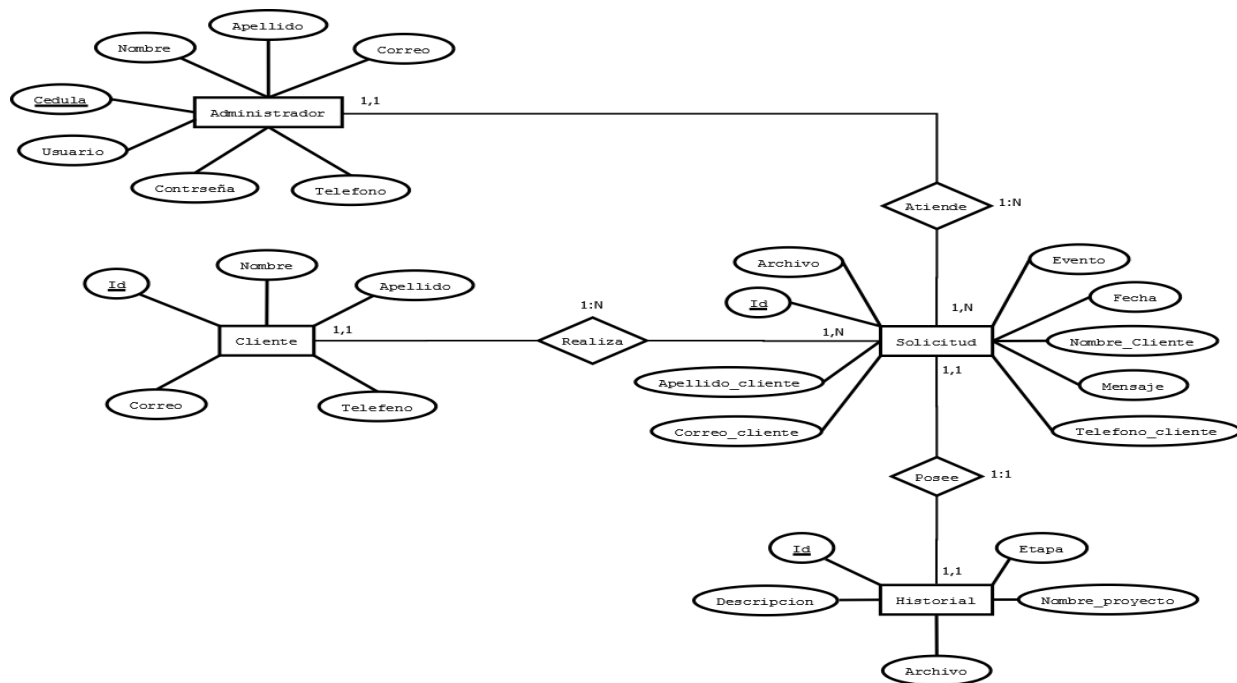 Apellido
Nombre
Correo
Cedula
1,1
Administrador
Usuario
Contrseña
Telefono
Atiende
1:N
Nombre
Id
Apellido
1:N
1,1
Cliente
Realiza
Correo
Telefeno
Archivo
Evento
Id
Fecha
1,N
1,N
Solicitud
Nombre_Cliente
1,1
Apellido_cliente
Mensaje
Correo_cliente
Telefono_cliente
Posee
1:1
Id
Etapa
1,1
Descripcion
Historial
Nombre_proyecto
Archivo